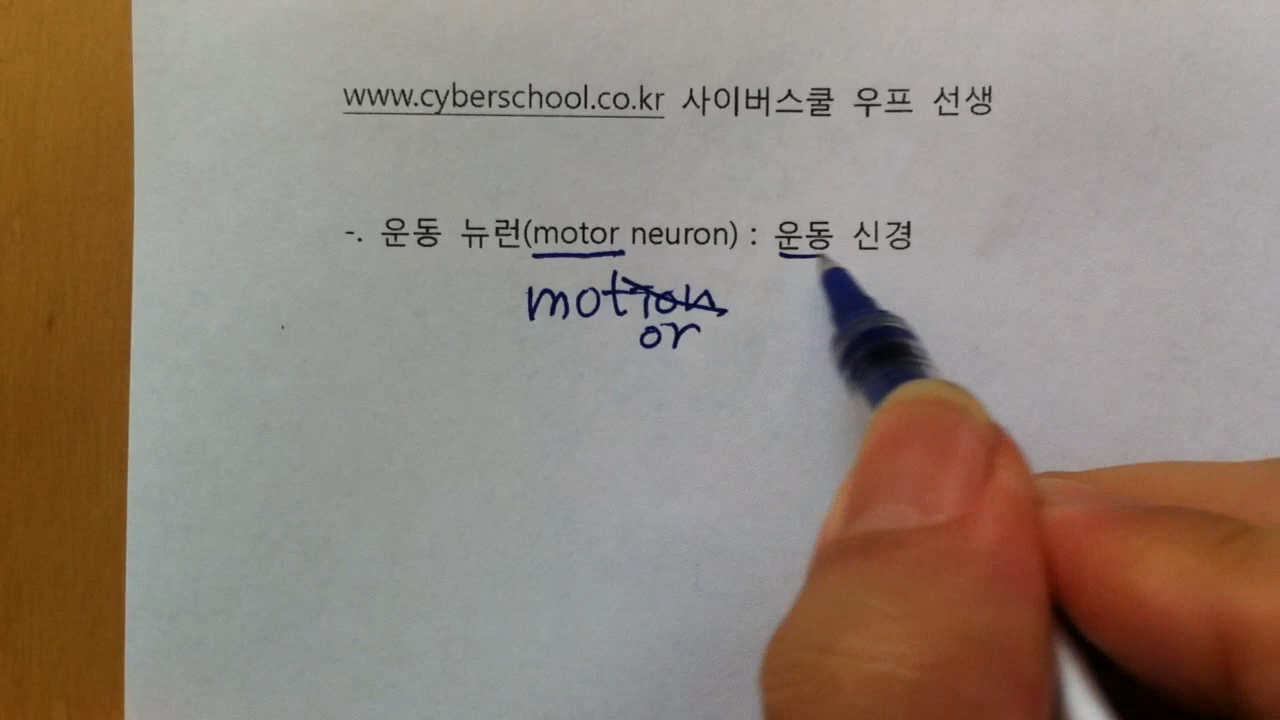 www.cyberschool.co.kr 사이버스쿨 우프 선생
-. 운동 뉴런(motor neuron) : 운동 신경
motion
or